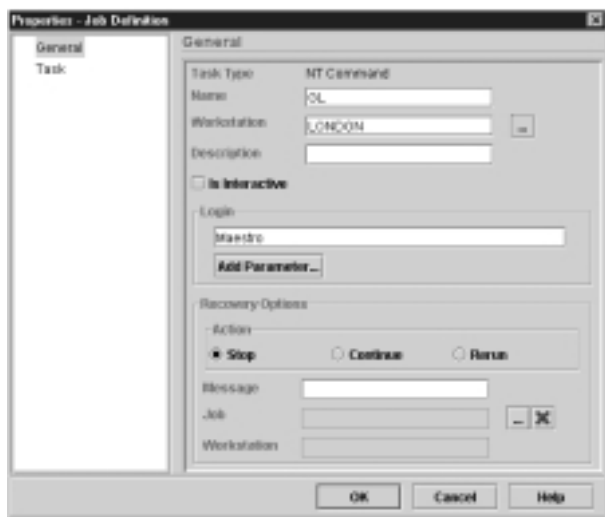 Properties - Job Definition
General
Task
General
Task Type NT Command
Name OL
Workstation LONDON ...
Description
Is Interactive
Login
Maestro
Add Parameter...
Recovery Options
Action
Stop Continue Rerun
Message
Job ...
Workstation
OK Cancel Help